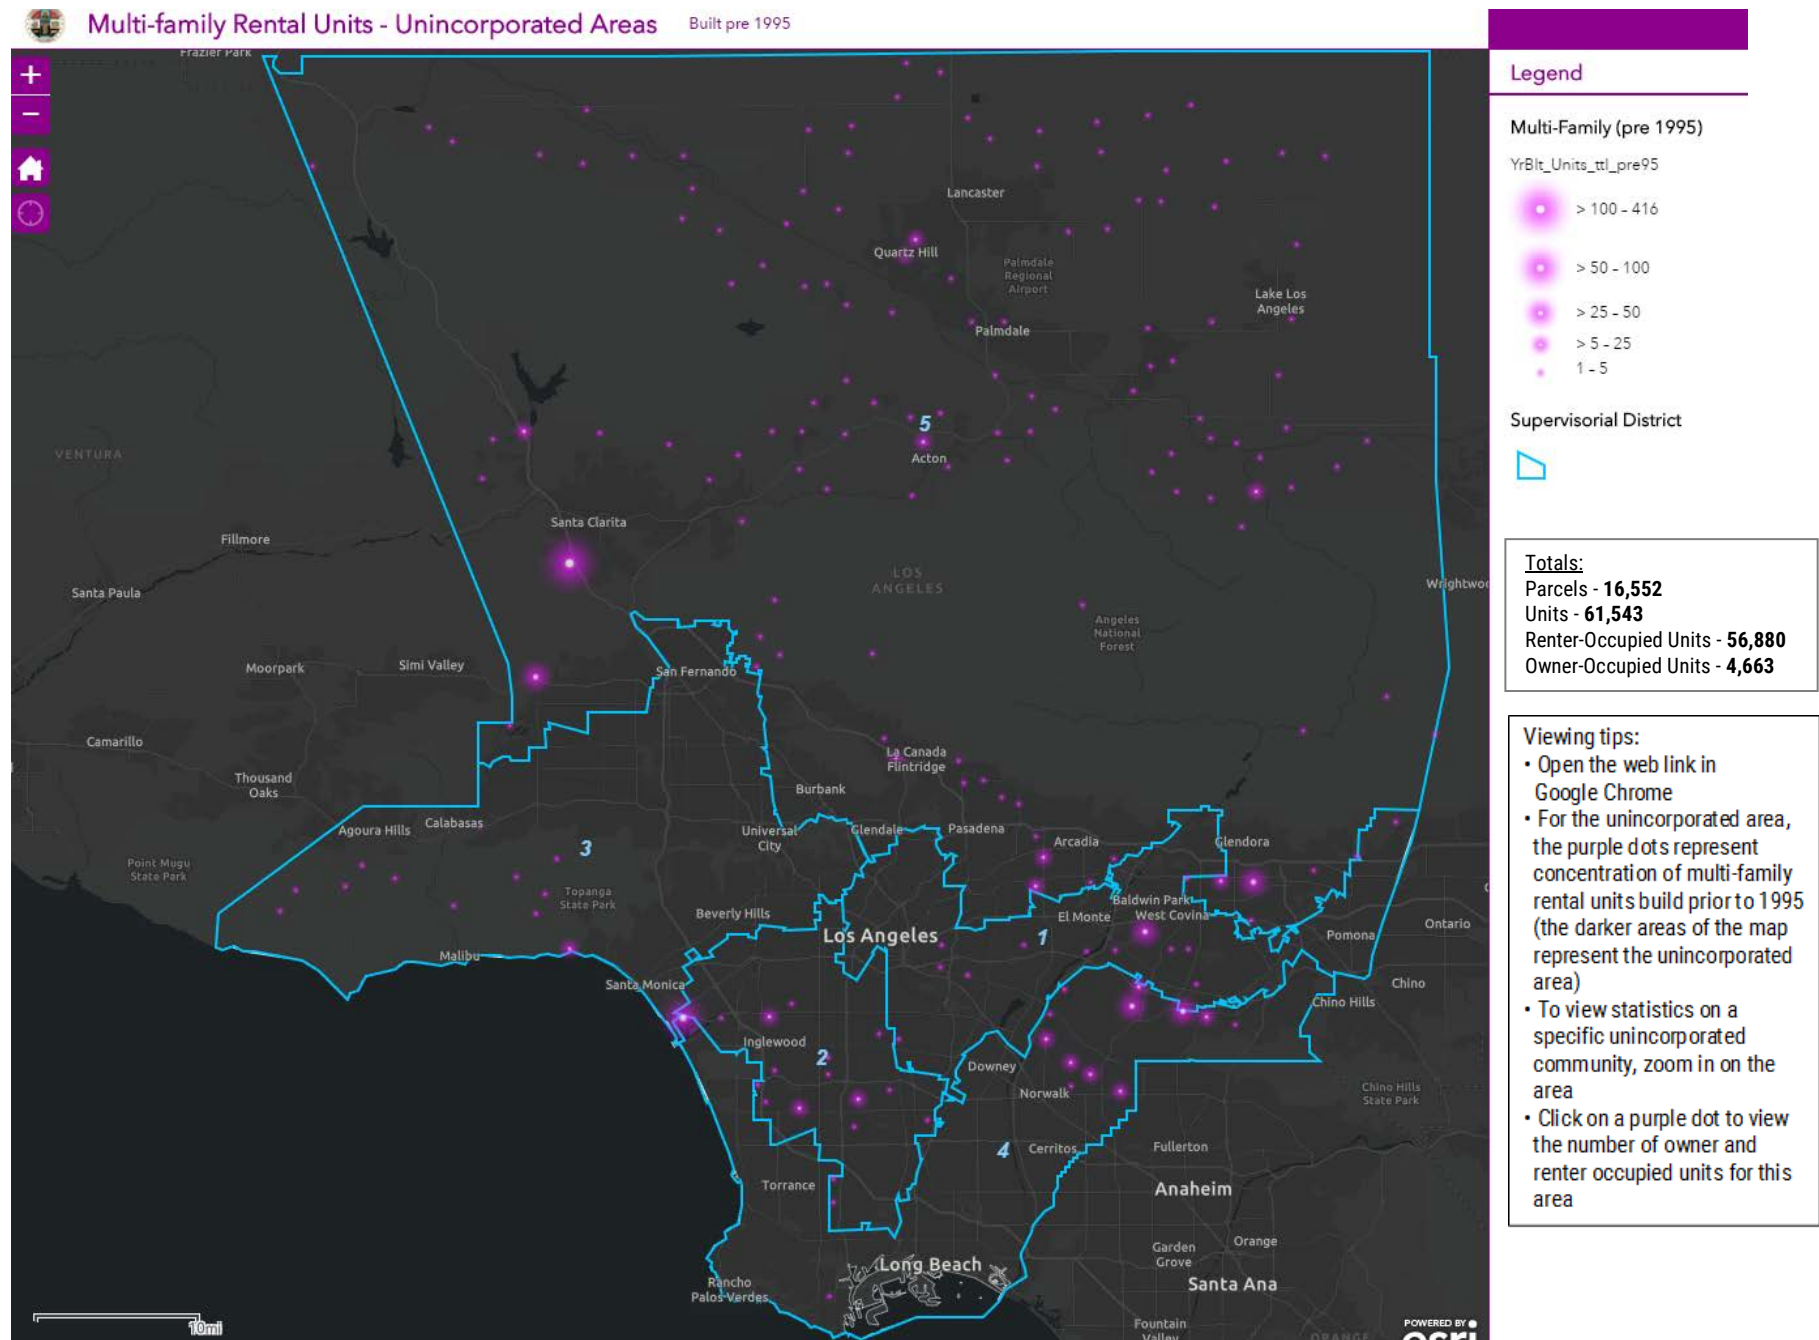 Multi-family Rental Units - Unincorporated Areas Built pre 1995
Legend
Multi-Family (pre 1995)
YrBlt_Units_ttl_pre95
> 100 - 416
> 50 - 100
> 25 - 50
> 5 - 25
1 - 5
Supervisorial District
Totals:
Parcels - 16,552
Units - 61,543
Renter-Occupied Units - 56,880
Owner-Occupied Units - 4,663
Viewing tips:
• Open the web link in
Google Chrome
• For the unincorporated area,
the purple dots represent
concentration of multi-family
rental units build prior to 1995
(the darker areas of the map
represent the unincorporated
area)
• To view statistics on a
specific unincorporated
community, zoom in on the
area
• Click on a purple dot to view
the number of owner and
renter occupied units for this
area
+
−
Frazier Park
Lancaster
Quartz Hill
Palmdale
Regional
Airport
Lake Los
Angeles
Palmdale
5
Acton
VENTURA
Santa Clarita
Fillmore
LOS
ANGELES
Santa Paula
Wrightwoo
Angeles
National
Forest
Moorpark
Simi Valley
San Fernando
Camarillo
La Canada
Flintridge
Thousand
Oaks
Burbank
Agoura Hills
Calabasas
Universal
City
Glendale
Pasadena
Arcadia
Glendora
3
Point Mugu
State Park
Topanga
State Park
Beverly Hills
Baldwin Park
El Monte
West Covina
Los Angeles
1
Pomona
Ontario
Malibu
Santa Monica
Chino
Chino Hills
Inglewood
2
Downey
Norwalk
Chino Hills
State Park
4
Cerritos
Fullerton
Torrance
Anaheim
Garden
Grove
Orange
Long Beach
Rancho
Palos Verdes
Santa Ana
Fountain
Valley
ORANGE
10mi
POWERED BY
esri